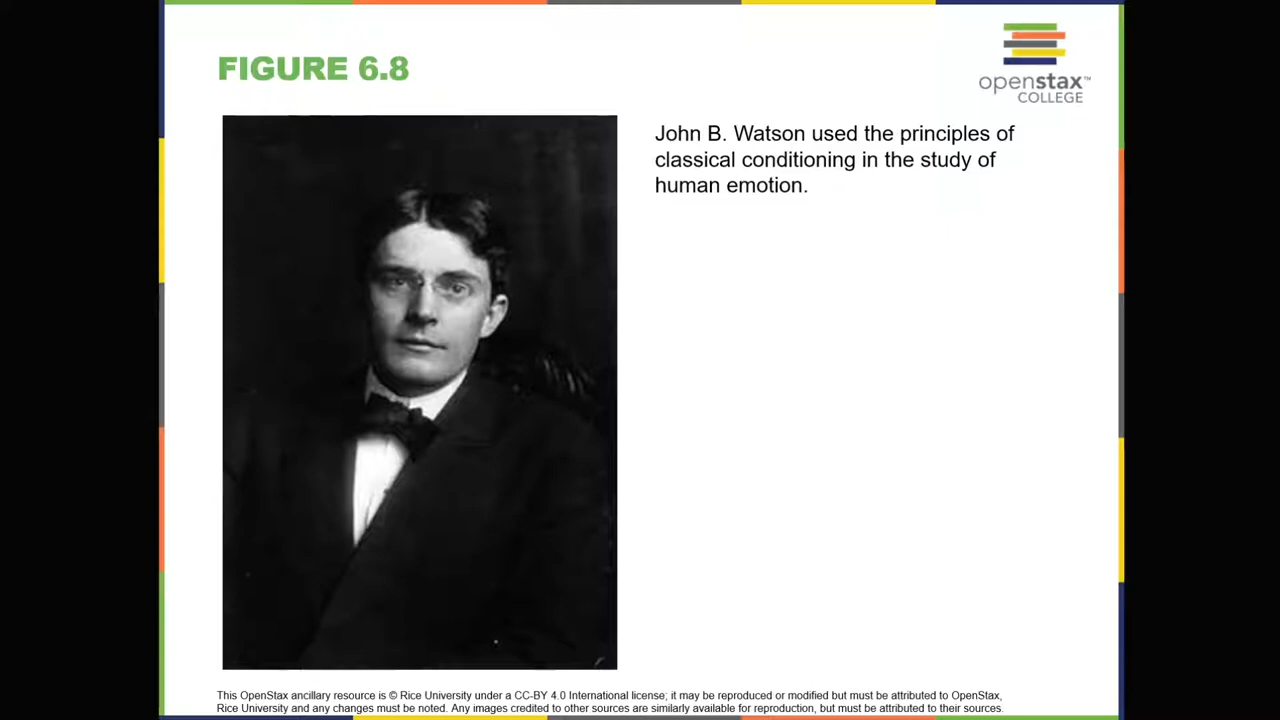 FIGURE 6.8
openstax™
COLLEGE
John B. Watson used the principles of
classical conditioning in the study of
human emotion.
This OpenStax ancillary resource is © Rice University under a CC-BY 4.0 International license; it may be reproduced or modified but must be attributed to OpenStax,
Rice University and any changes must be noted. Any images credited to other sources are similarly available for reproduction, but must be attributed to their sources.